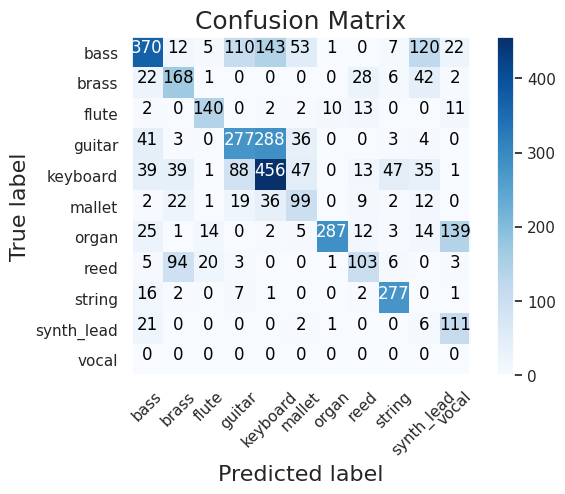 Confusion Matrix
True label
bass 370 12 5 110 143 53 1 0 7 120 22
brass 22 168 1 0 0 0 0 28 6 42 2
flute 2 0 140 0 2 2 10 13 0 0 11
guitar 41 3 0 277 288 36 0 0 3 4 0
keyboard 39 39 1 88 456 47 0 13 47 35 1
mallet 2 22 1 19 36 99 0 9 2 12 0
organ 25 1 14 0 2 5 287 12 3 14 139
reed 5 94 20 3 0 0 1 103 6 0 3
string 16 2 0 7 1 0 0 2 277 0 1
synth_lead 21 0 0 0 0 2 1 0 0 6 111
vocal 0 0 0 0 0 0 0 0 0 0 0
bass brass flute guitar keyboard mallet organ reed string synth_lead vocal
Predicted label
400
300
200
100
0